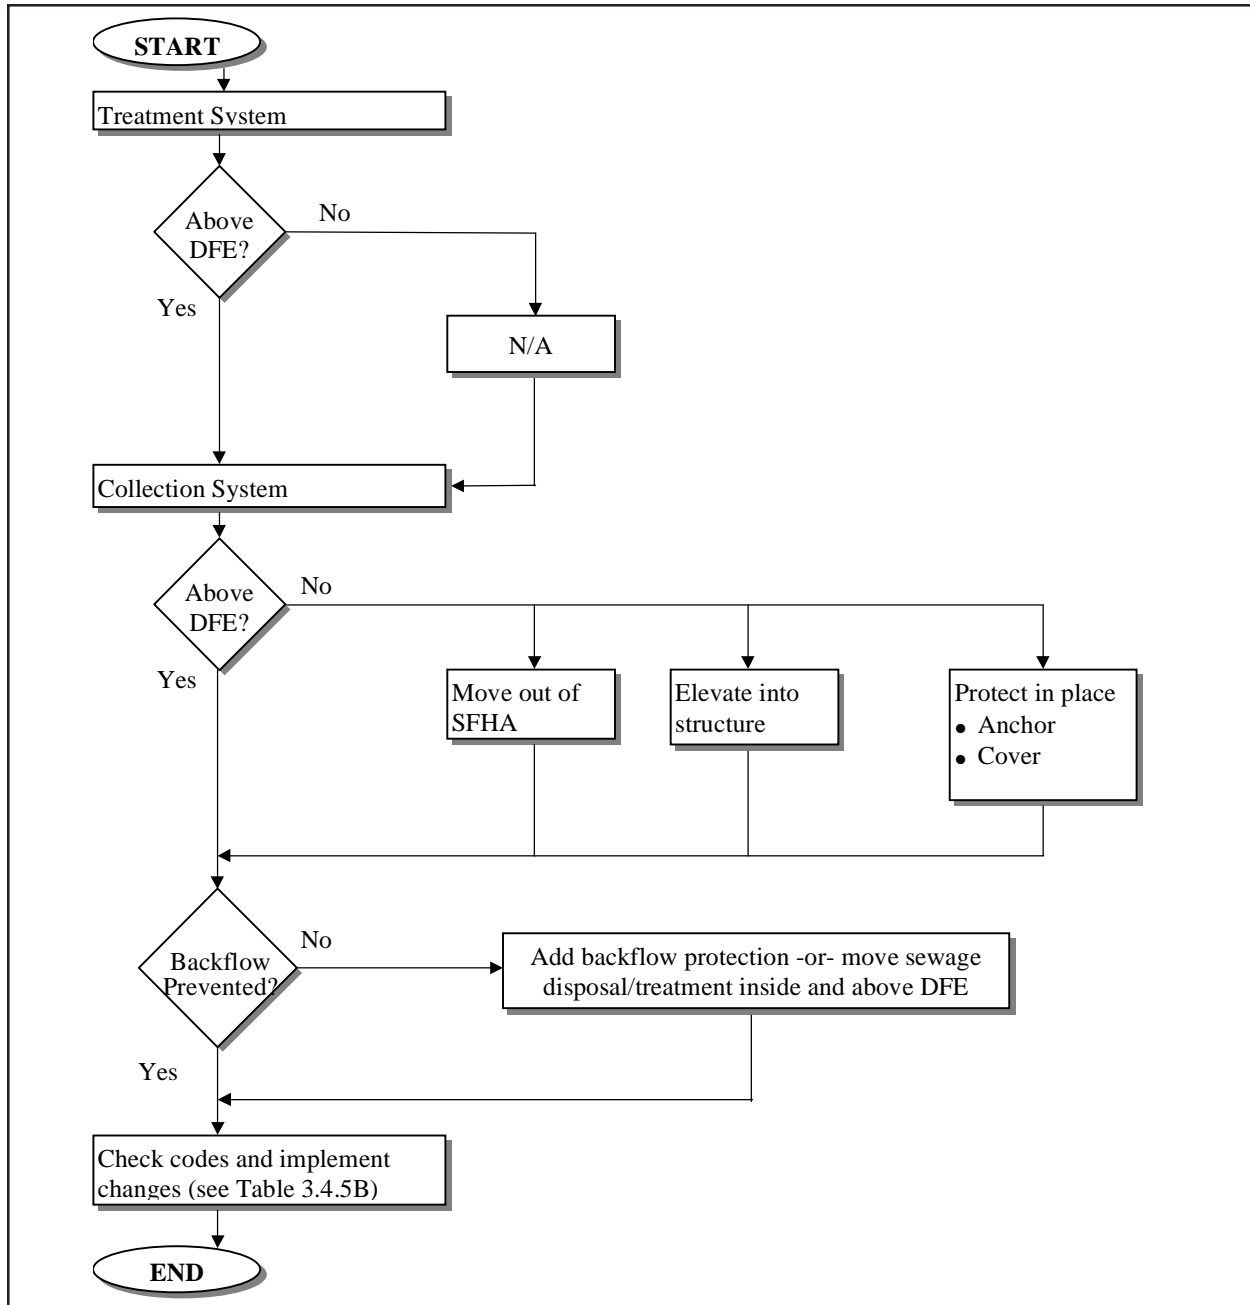 START
Treatment System
Above
DFE?
No
Yes
N/A
Collection System
Above
DFE?
No
Yes
Move out of
SFHA
Elevate into
structure
Protect in place
• Anchor
• Cover
Backflow
Prevented?
No
Add backflow protection -or- move sewage
disposal/treatment inside and above DFE
Yes
Check codes and implement
changes (see Table 3.4.5B)
END